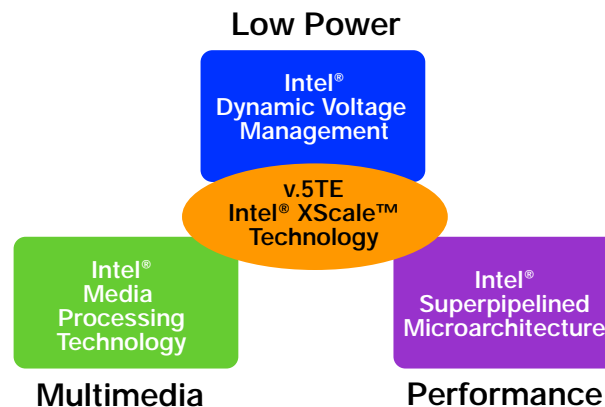 Low Power
Intel®
Dynamic Voltage
Management
v.5TE
Intel® XScale™
Technology
Intel®
Media
Processing
Technology
Intel®
Superpipelined
Microarchitecture
Multimedia
Performance